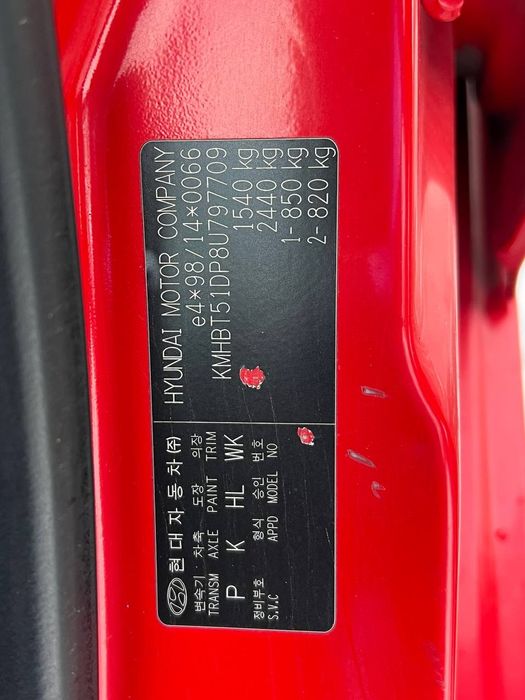 현대자동차(주) HYUNDAI MOTOR COMPANY
변속기 차축 도장 의장
TRANSM AXLE PAINT TRIM
e4*98/14*0066
P K HL WK
KMHBT51DP8U797709
정비부호 형식 승인 번호
S.V.C APPD MODEL NO
1540 kg
2440 kg
1- 850 kg
2- 820 kg